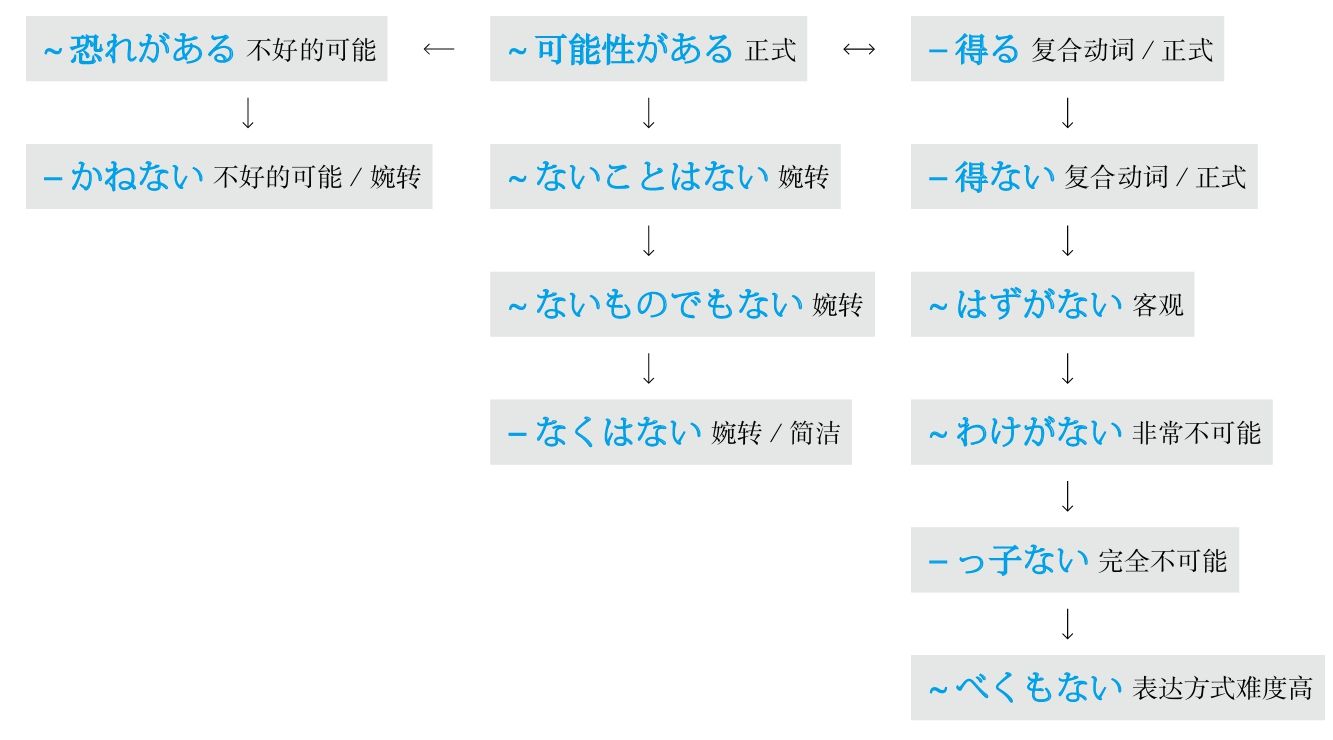 ~恐れがある 不好的可能 ← ~可能性がある 正式 ↔ −得る 复合动词 / 正式
↓ ↓ ↓
−かねない 不好的可能 / 婉转 ~ないことはない 婉转 −得ない 复合动词 / 正式
↓ ↓
~ないものでもない 婉转 ~はずがない 客观
↓ ↓
−なくはない 婉转 / 简洁 ~わけがない 非常不可能
↓
−っ子ない 完全不可能
↓
~べくもない 表达方式难度高